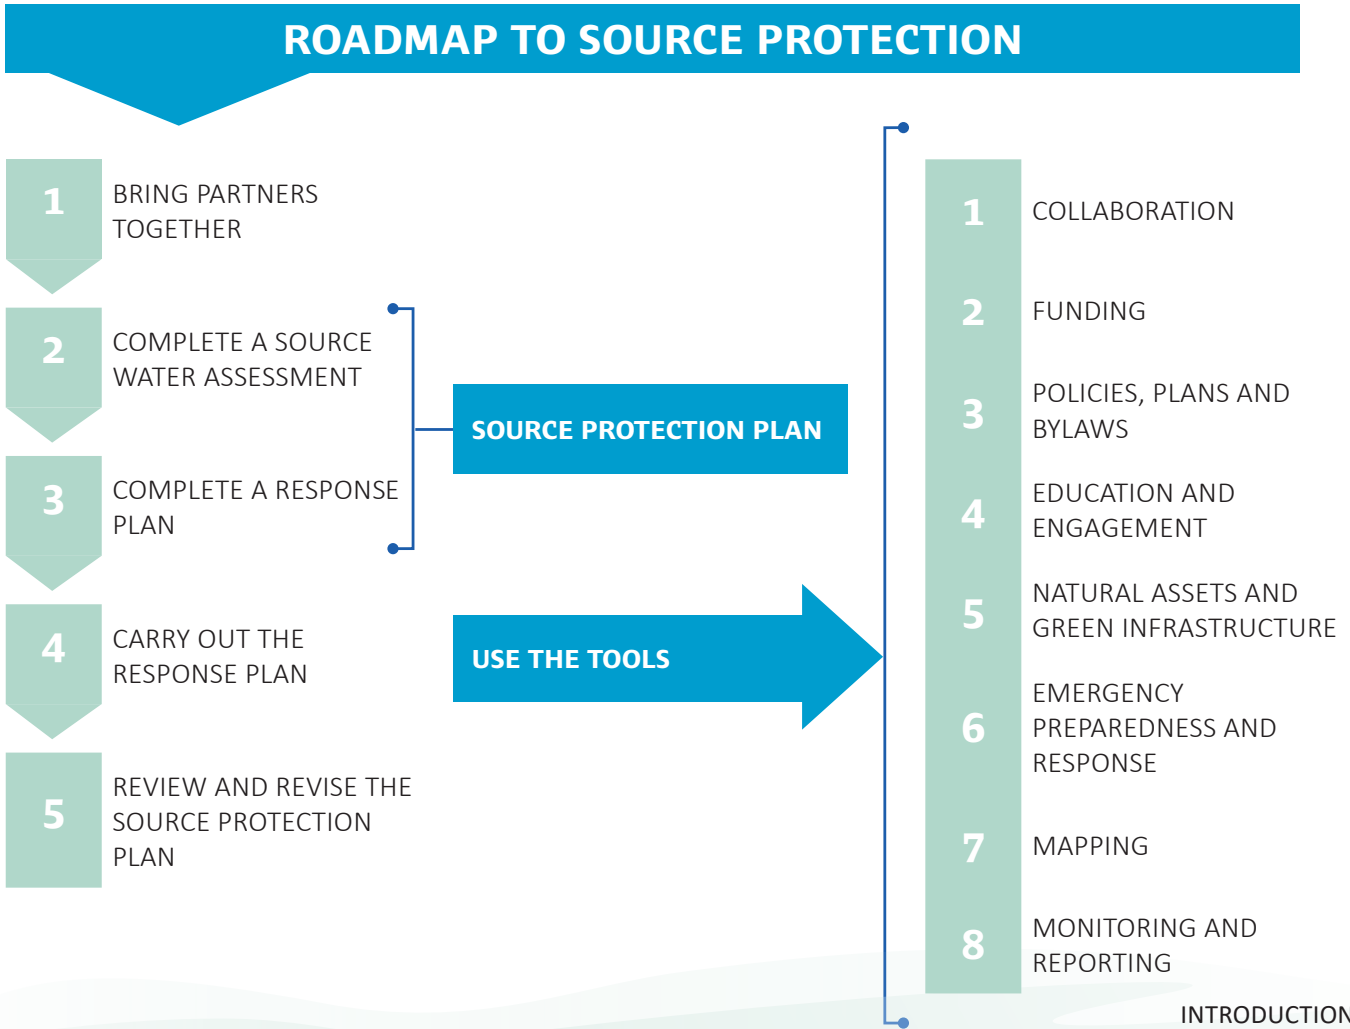 ROADMAP TO SOURCE PROTECTION
1
BRING PARTNERS
TOGETHER
2
COMPLETE A SOURCE
WATER ASSESSMENT
3
COMPLETE A RESPONSE
PLAN
4
CARRY OUT THE
RESPONSE PLAN
5
REVIEW AND REVISE THE
SOURCE PROTECTION
PLAN
SOURCE PROTECTION PLAN
USE THE TOOLS
1
COLLABORATION
2
FUNDING
3
POLICIES, PLANS AND
BYLAWS
4
EDUCATION AND
ENGAGEMENT
5
NATURAL ASSETS AND
GREEN INFRASTRUCTURE
6
EMERGENCY
PREPAREDNESS AND
RESPONSE
7
MAPPING
8
MONITORING AND
REPORTING
INTRODUCTION